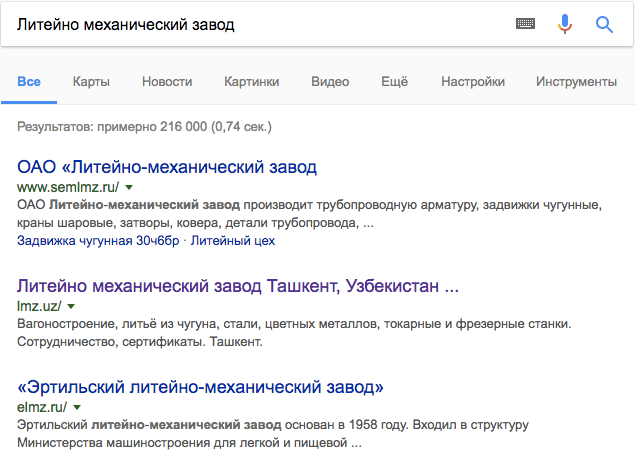 Литейно механический завод
Все Карты Новости Картинки Видео Ещё Настройки Инструменты
Результатов: примерно 216 000 (0,74 сек.)
ОАО «Литейно-механический завод
www.semlmz.ru/
ОАО Литейно-механический завод производит трубопроводную арматуру, задвижки чугунные,
краны шаровые, затворы, ковера, детали трубопровода, ...
Задвижка чугунная 30ч6бр · Литейный цех
Литейно механический завод Ташкент, Узбекистан ...
lmz.uz/
Вагоностроение, литьё из чугуна, стали, цветных металлов, токарные и фрезерные станки.
Сотрудничество, сертификаты. Ташкент.
«Эртильский литейно-механический завод»
elmz.ru/
Эртильский литейно-механический завод основан в 1958 году. Входил в структуру
Министерства машиностроения для легкой и пищевой ...